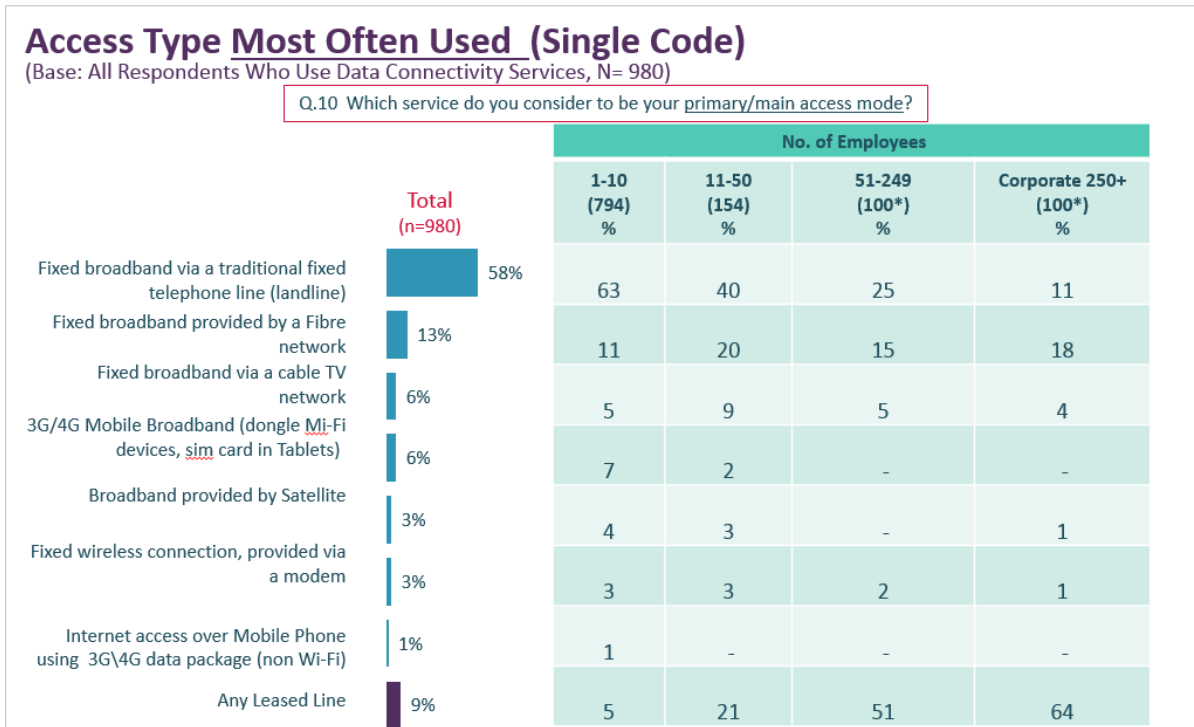 Access Type Most Often Used (Single Code)
(Base: All Respondents Who Use Data Connectivity Services, N= 980)
Q.10 Which service do you consider to be your primary/main access mode?
No. of Employees
Total
(n=980)
1-10
(794)
%
11-50
(154)
%
51-249
(100*)
%
Corporate 250+
(100*)
%
Fixed broadband via a traditional fixed
telephone line (landline)
58%
63 40 25 11
Fixed broadband provided by a Fibre
network
13%
11 20 15 18
Fixed broadband via a cable TV
network
6%
5 9 5 4
3G/4G Mobile Broadband (dongle Mi-Fi
devices, sim card in Tablets)
6%
7 2 - -
Broadband provided by Satellite
3%
4 3 - 1
Fixed wireless connection, provided via
a modem
3%
3 3 2 1
Internet access over Mobile Phone
using 3G\4G data package (non Wi-Fi)
1%
1 - - -
Any Leased Line
9%
5 21 51 64